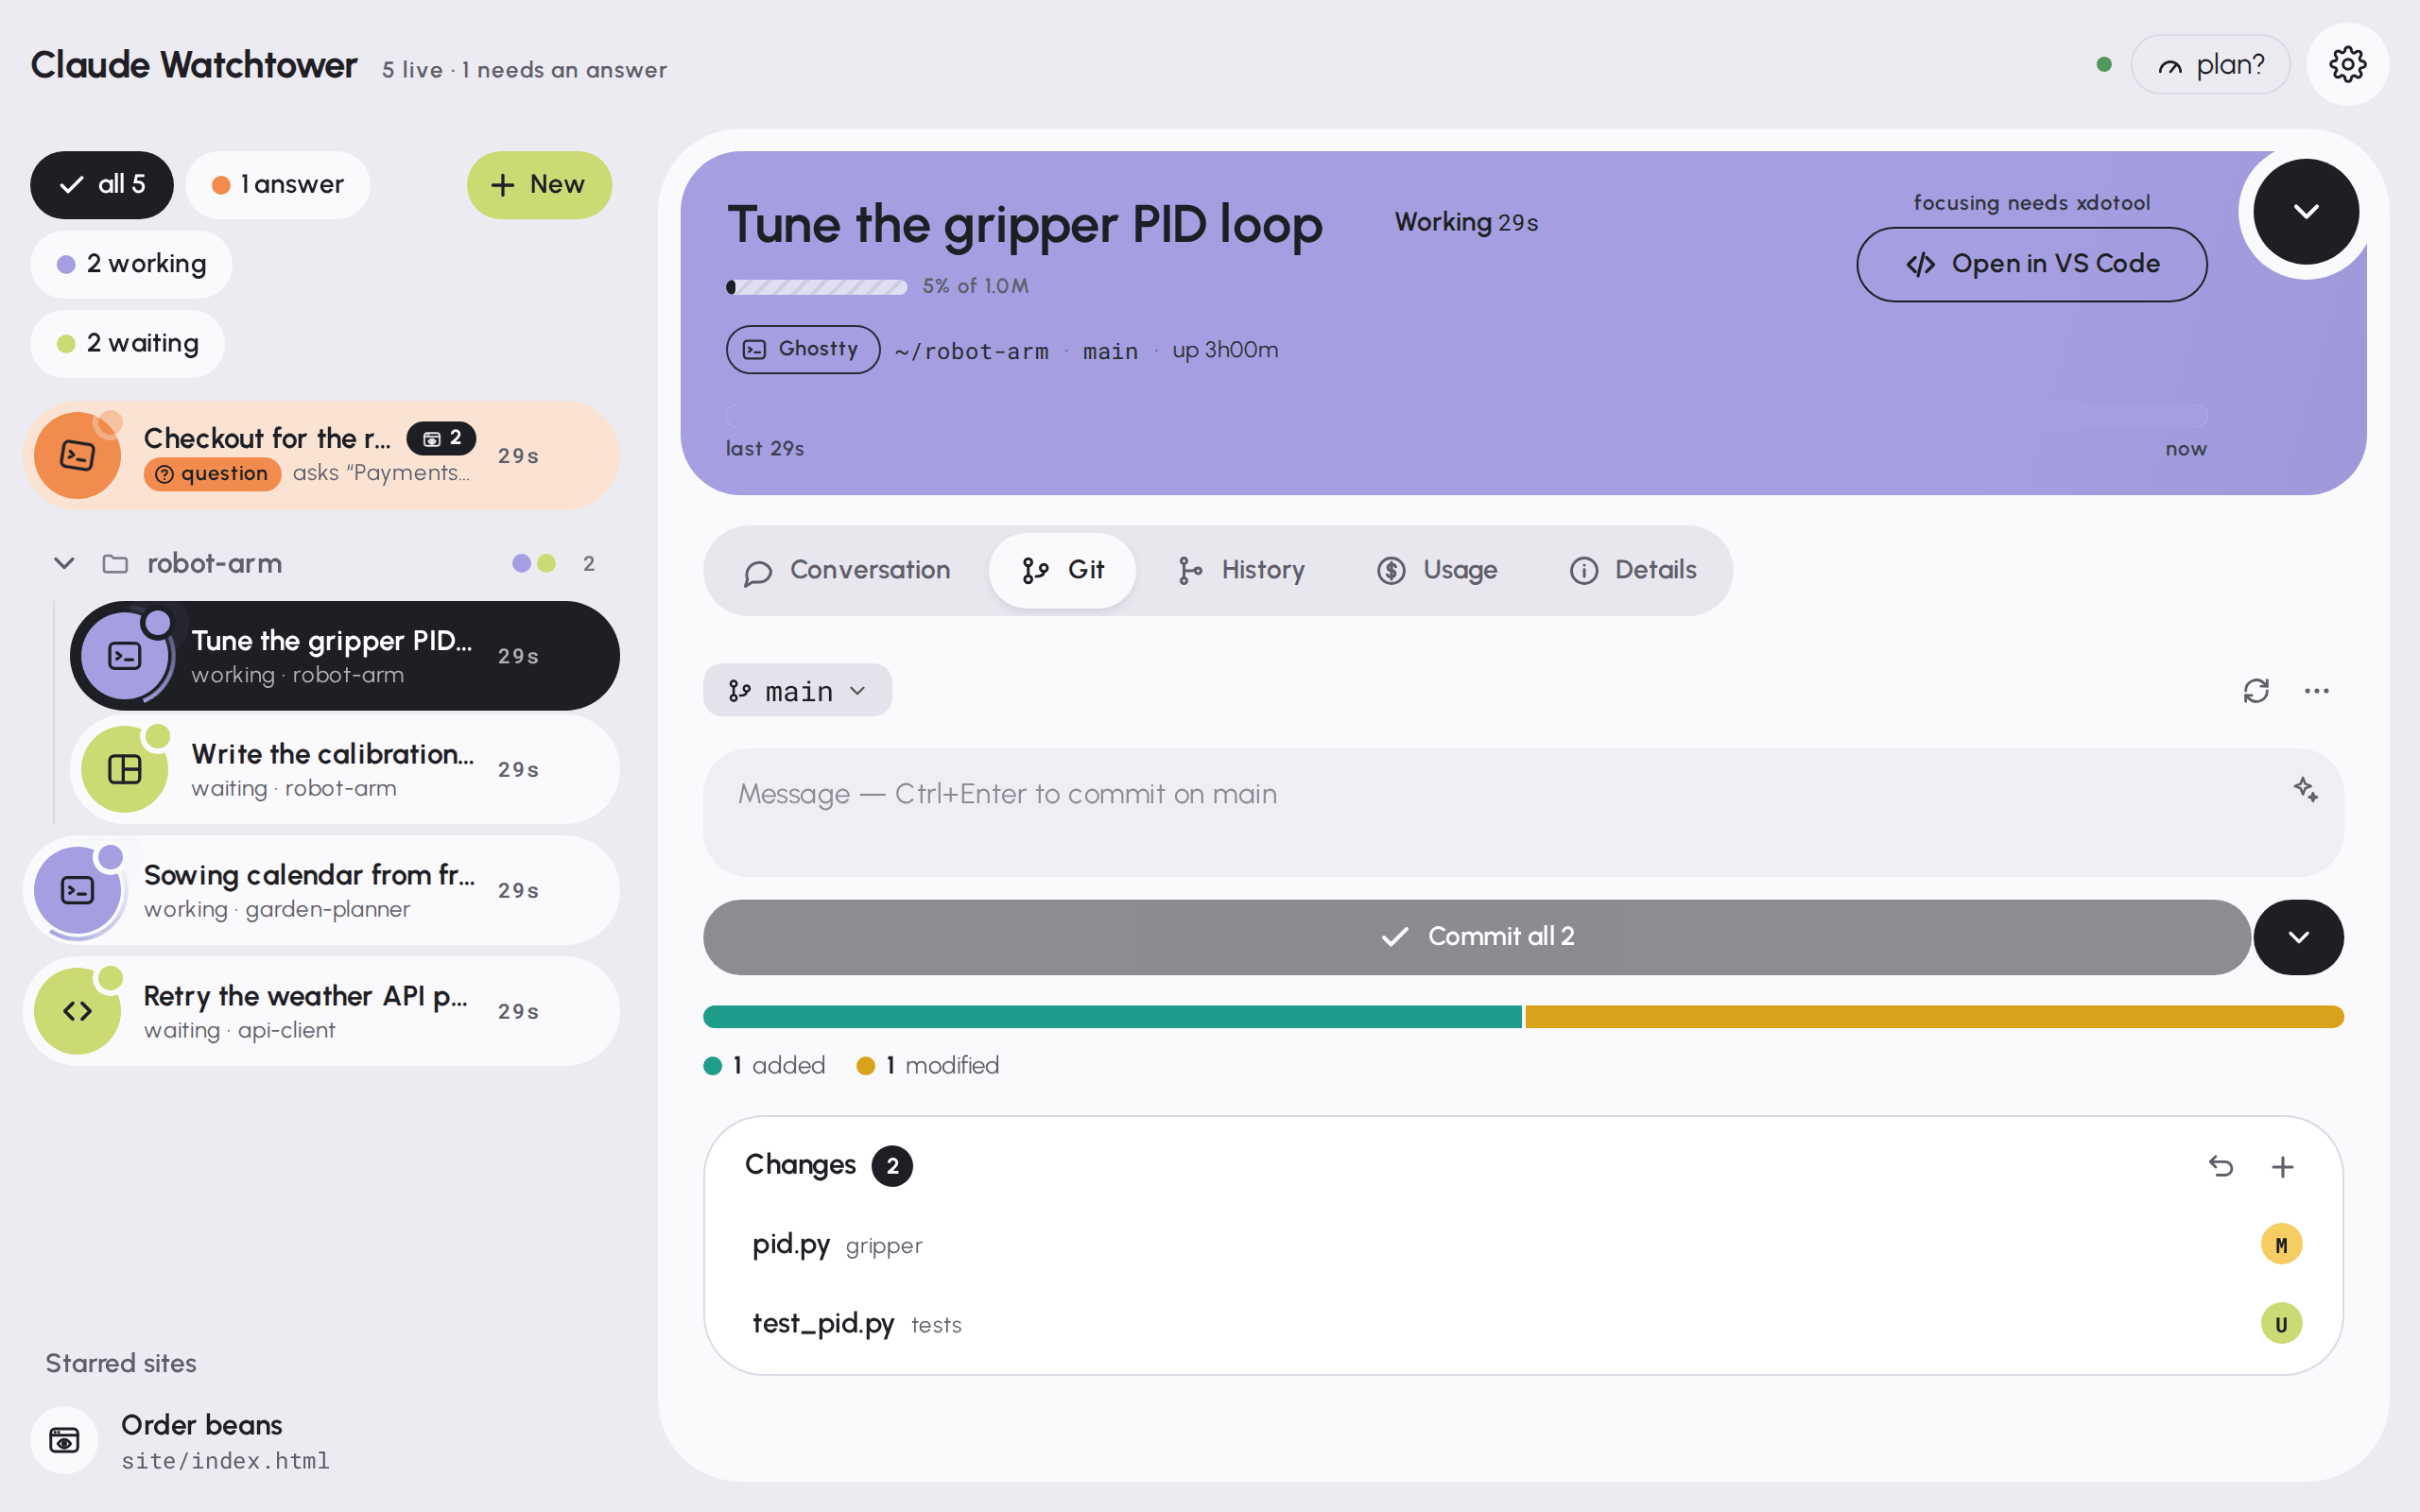 Claude Watchtower 5 live · 1 needs an answer
plan?
all 5
1 answer
New
2 working
2 waiting
Checkout for the r... 2
question asks “Payments...
29s
robot-arm 2
Tune the gripper PID...
working · robot-arm
29s
Write the calibration...
waiting · robot-arm
29s
Sowing calendar from fr...
working · garden-planner
29s
Retry the weather API p...
waiting · api-client
29s
Starred sites
Order beans
site/index.html
Tune the gripper PID loop
Working 29s
focusing needs xdotool
Open in VS Code
5% of 1.0M
Ghostty ~/robot-arm · main · up 3h00m
last 29s now
Conversation Git History Usage Details
main
Message — Ctrl+Enter to commit on main
Commit all 2
1 added 1 modified
Changes 2
pid.py gripper M
test_pid.py tests U